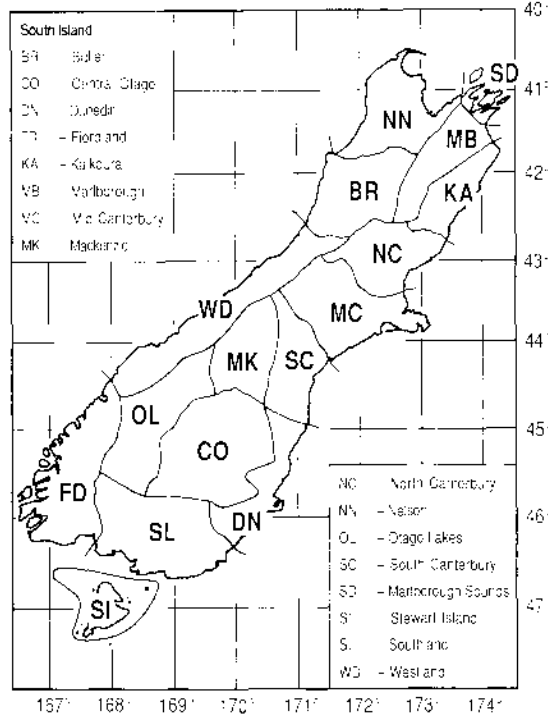 South Island
BR - Buller
CO - Central Otago
DN - Dunedin
FD - Fiordland
KA - Kaikoura
MB - Marlborough
MC - Mid Canterbury
MK - Mackenzie
40°
41°
42°
43°
44°
45°
46°
47°
48°
SD
NN
MB
BR
KA
NC
WD
MC
MK
SC
OL
CO
FD
SL
DN
SI
NC - North Canterbury
NN - Nelson
OL - Otago Lakes
SC - South Canterbury
SD - Marlborough Sounds
SI - Stewart Island
SL - Southland
WD - Westland
167°
168°
169°
170°
171°
172°
173°
174°